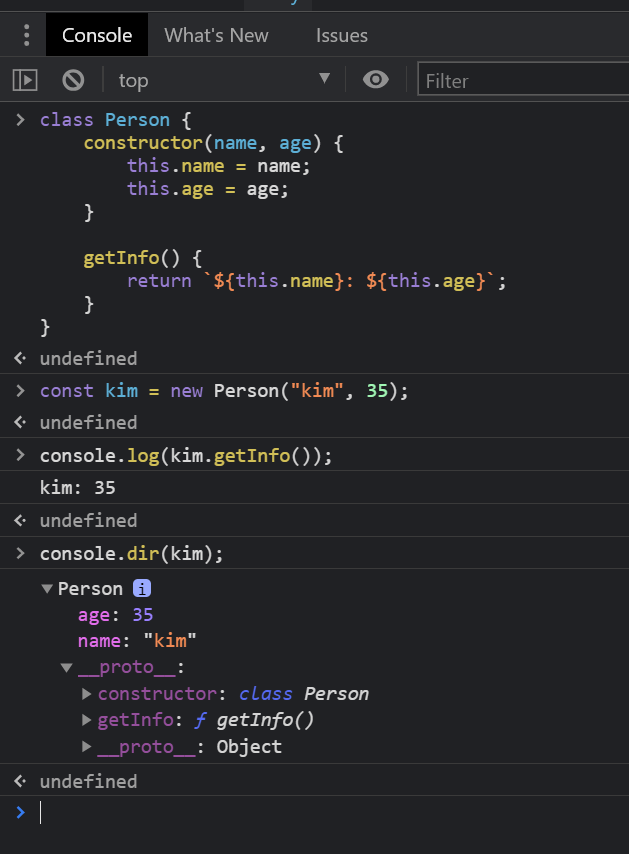 Console What's New Issues
top Filter
class Person {
    constructor(name, age) {
        this.name = name;
        this.age = age;
    }

    getInfo() {
        return `${this.name}: ${this.age}`;
    }
}
undefined
const kim = new Person("kim", 35);
undefined
console.log(kim.getInfo());
kim: 35
undefined
console.dir(kim);
Person i
age: 35
name: "kim"
__proto__:
constructor: class Person
getInfo: ƒ getInfo()
__proto__: Object
undefined